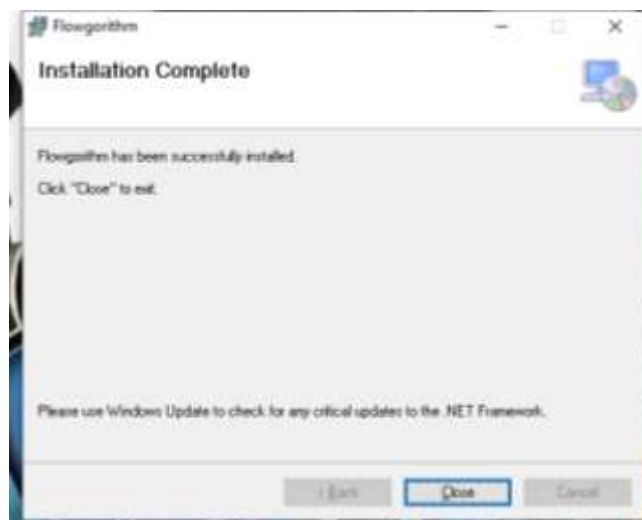 Flowgorithm
Installation Complete
Flowgorithm has been successfully installed.
Click "Close" to exit.
Please use Windows Update to check for any critical updates to the .NET Framework.
< Back
Close
Cancel